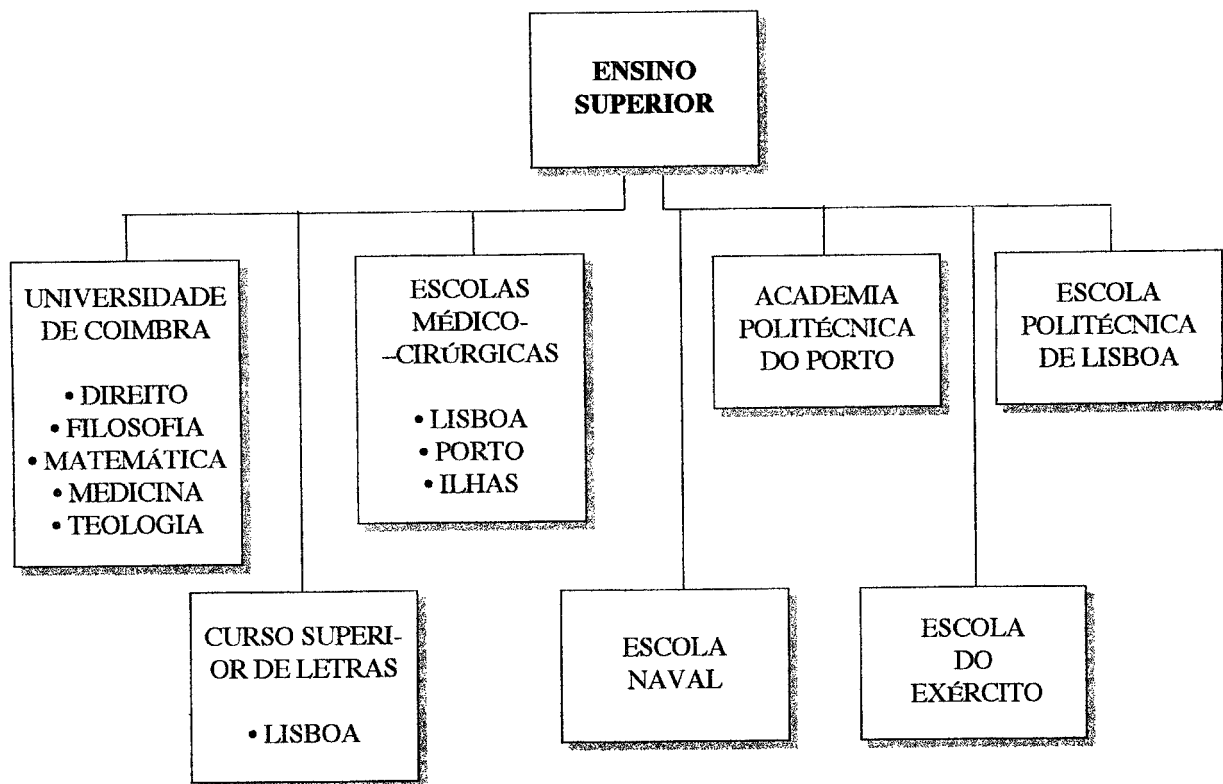 ENSINO
SUPERIOR
UNIVERSIDADE
DE COIMBRA
• DIREITO
• FILOSOFIA
• MATEMÁTICA
• MEDICINA
• TEOLOGIA
CURSO SUPERI-
OR DE LETRAS
• LISBOA
ESCOLAS
MÉDICO-
–CIRÚRGICAS
• LISBOA
• PORTO
• ILHAS
ESCOLA
NAVAL
ACADEMIA
POLITÉCNICA
DO PORTO
ESCOLA
DO
EXÉRCITO
ESCOLA
POLITÉCNICA
DE LISBOA